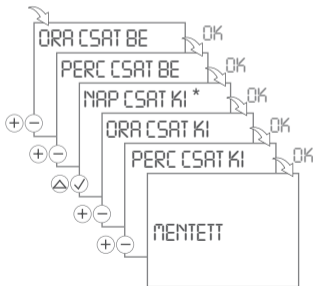 ORA CSAT BE
OK
PERC CSAT BE
OK
NAP CSAT KI *
OK
ORA CSAT KI
OK
PERC CSAT KI
OK
MENTETT